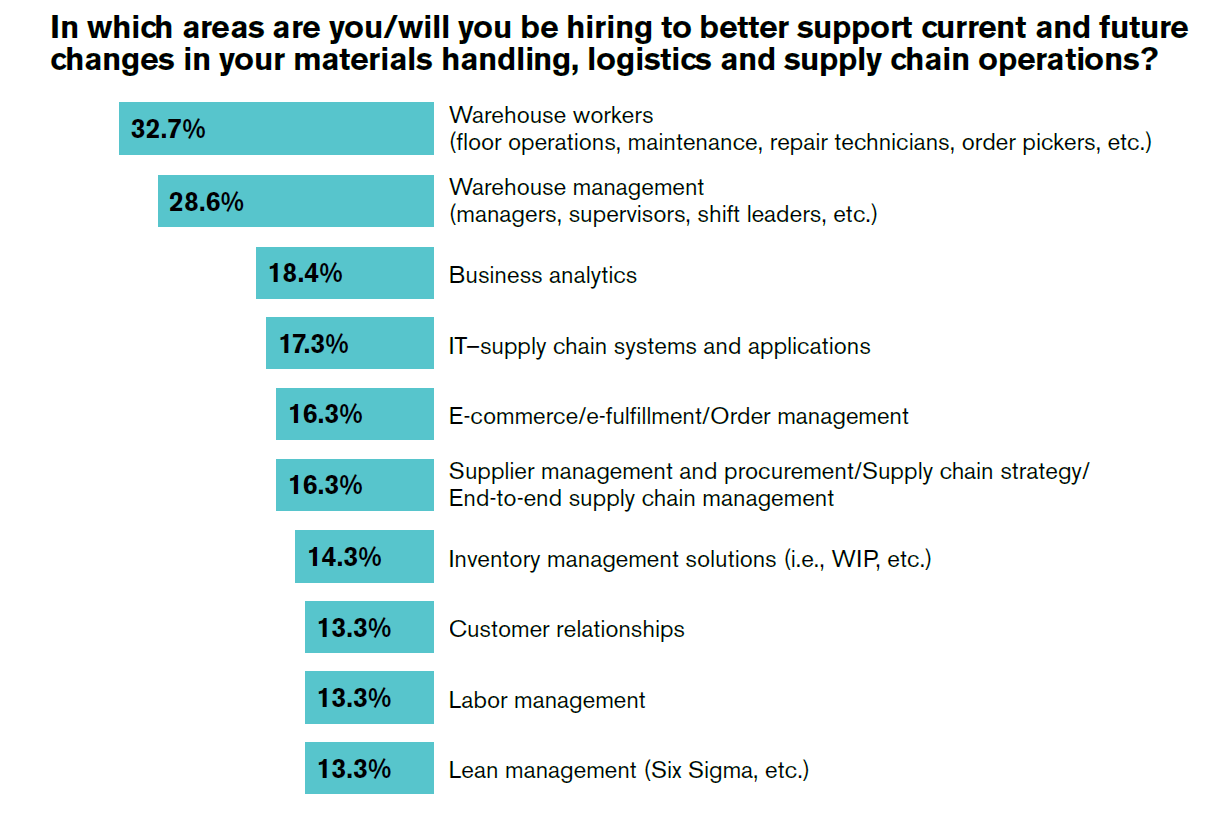 In which areas are you/will you be hiring to better support current and future
changes in your materials handling, logistics and supply chain operations?
32.7%
Warehouse workers
(floor operations, maintenance, repair technicians, order pickers, etc.)
28.6%
Warehouse management
(managers, supervisors, shift leaders, etc.)
18.4%
Business analytics
17.3%
IT–supply chain systems and applications
16.3%
E-commerce/e-fulfillment/Order management
16.3%
Supplier management and procurement/Supply chain strategy/
End-to-end supply chain management
14.3%
Inventory management solutions (i.e., WIP, etc.)
13.3%
Customer relationships
13.3%
Labor management
13.3%
Lean management (Six Sigma, etc.)